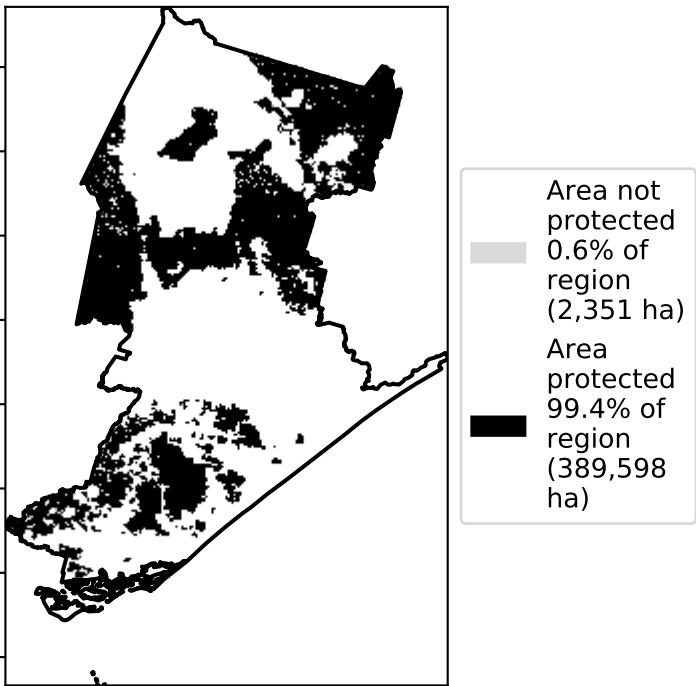 Area not
protected
0.6% of
region
(2,351 ha)
Area
protected
99.4% of
region
(389,598
ha)